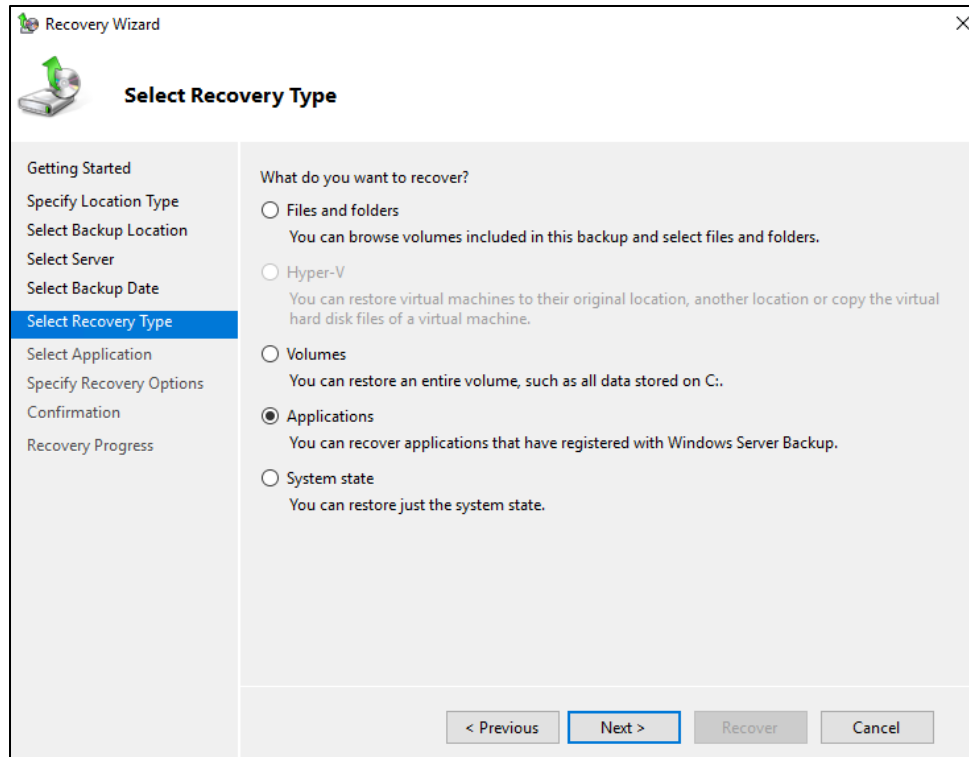 Recovery Wizard
Select Recovery Type
Getting Started
Specify Location Type
Select Backup Location
Select Server
Select Backup Date
Select Recovery Type
Select Application
Specify Recovery Options
Confirmation
Recovery Progress
What do you want to recover?
Files and folders
You can browse volumes included in this backup and select files and folders.
Hyper-V
You can restore virtual machines to their original location, another location or copy the virtual
hard disk files of a virtual machine.
Volumes
You can restore an entire volume, such as all data stored on C:.
Applications
You can recover applications that have registered with Windows Server Backup.
System state
You can restore just the system state.
< Previous
Next >
Recover
Cancel